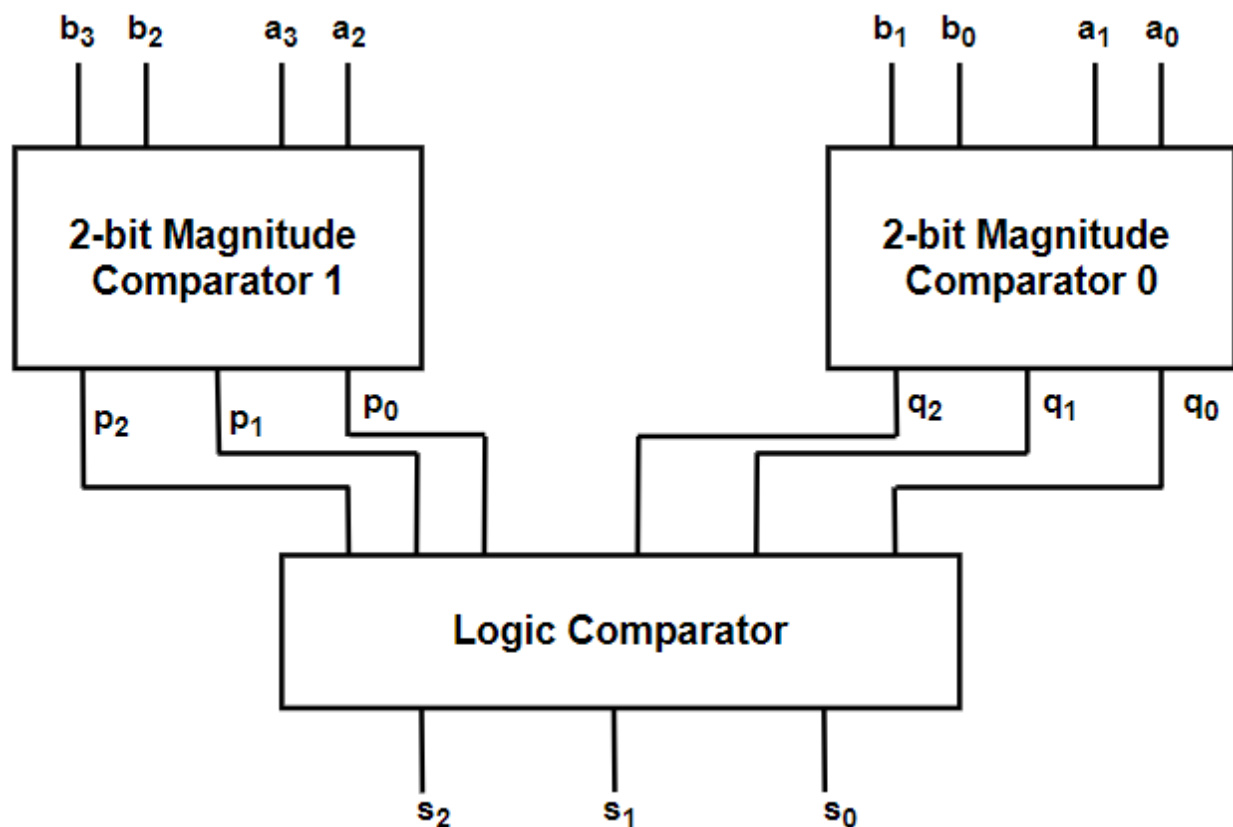 b₃ b₂ a₃ a₂ b₁ b₀ a₁ a₀
2-bit Magnitude
Comparator 1
2-bit Magnitude
Comparator 0
p₂ p₁ p₀ q₂ q₁ q₀
Logic Comparator
s₂ s₁ s₀